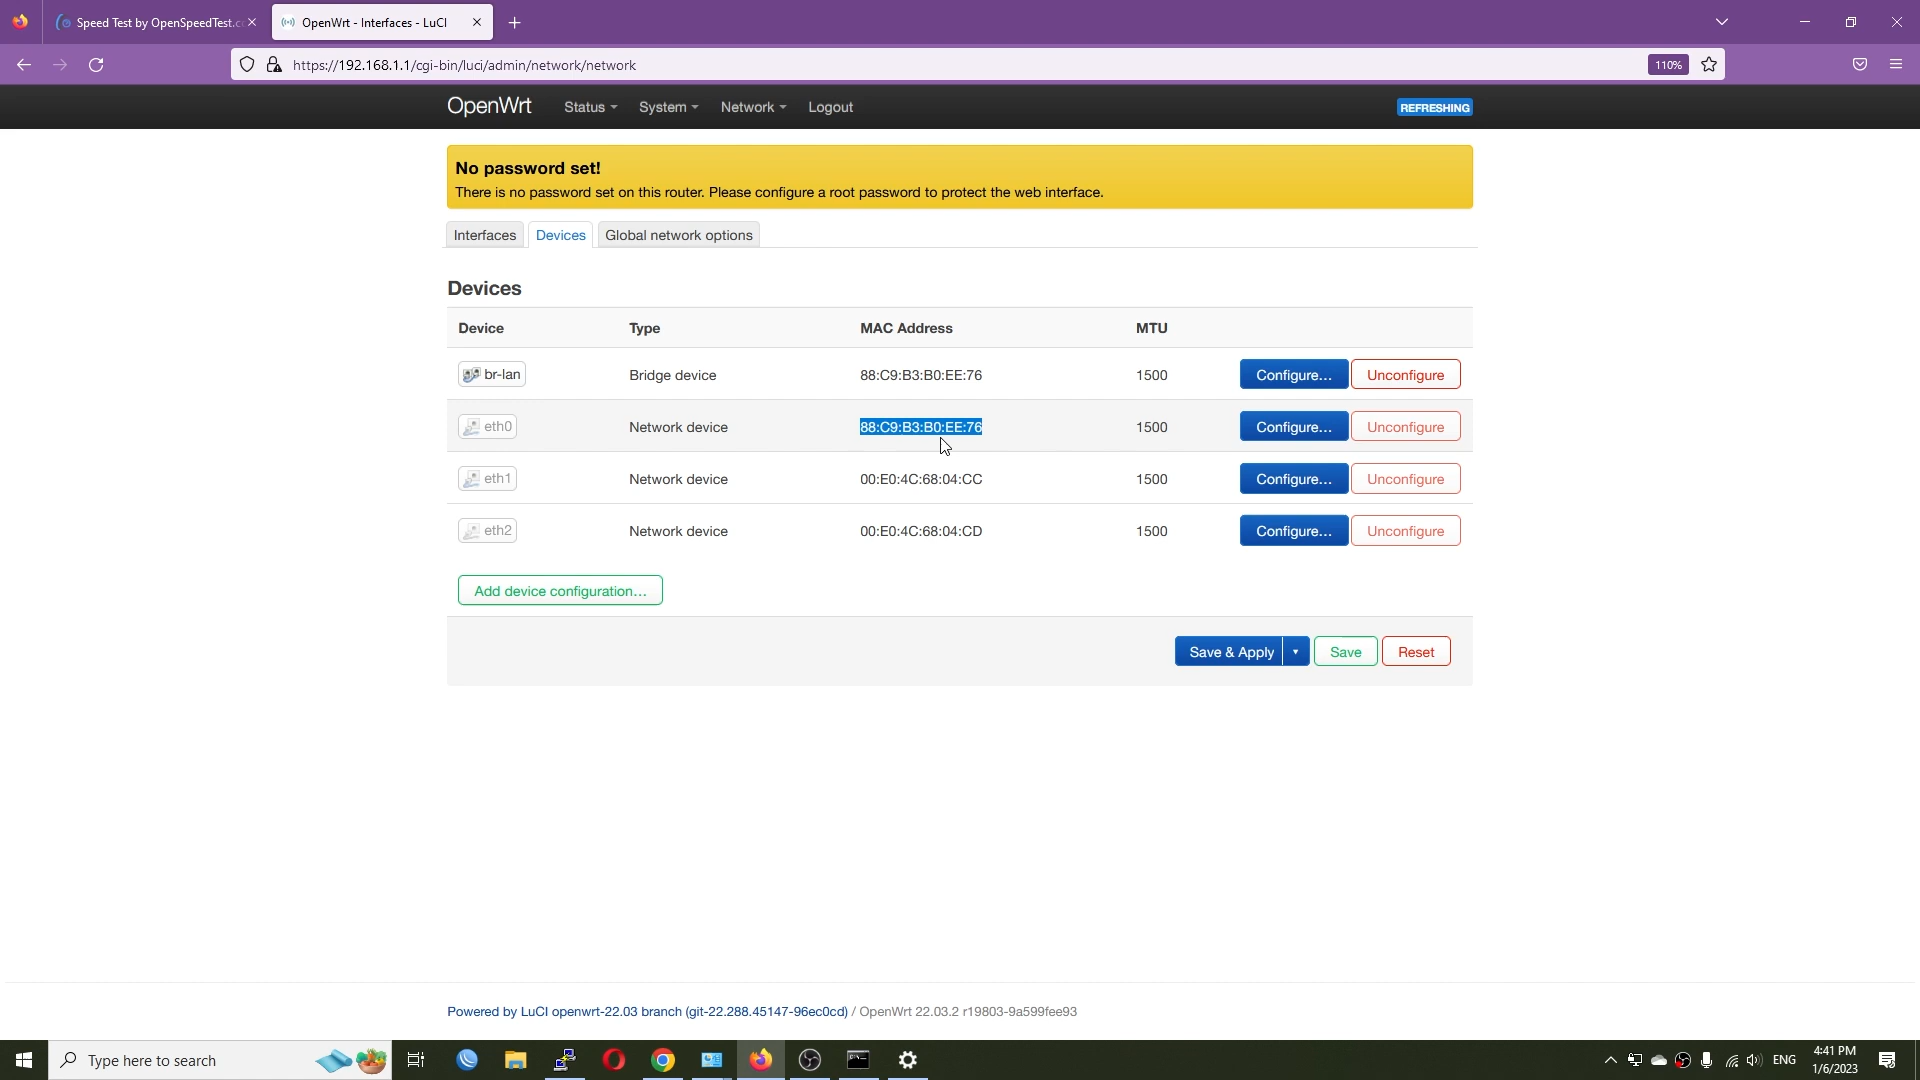 Speed Test by OpenSpeedTest.c
OpenWrt - Interfaces - LuCI
https://192.168.1.1/cgi-bin/luci/admin/network/network
110%
OpenWrt Status System Network Logout REFRESHING
No password set!
There is no password set on this router. Please configure a root password to protect the web interface.
Interfaces Devices Global network options
Devices
Device Type MAC Address MTU
br-lan Bridge device 88:C9:B3:B0:EE:76 1500 Configure… Unconfigure
eth0 Network device 88:C9:B3:B0:EE:76 1500 Configure… Unconfigure
eth1 Network device 00:E0:4C:68:04:CC 1500 Configure… Unconfigure
eth2 Network device 00:E0:4C:68:04:CD 1500 Configure… Unconfigure
Add device configuration…
Save & Apply Save Reset
Powered by LuCI openwrt-22.03 branch (git-22.288.45147-96ec0cd) / OpenWrt 22.03.2 r19803-9a599fee93
Type here to search
ENG
4:41 PM
1/6/2023